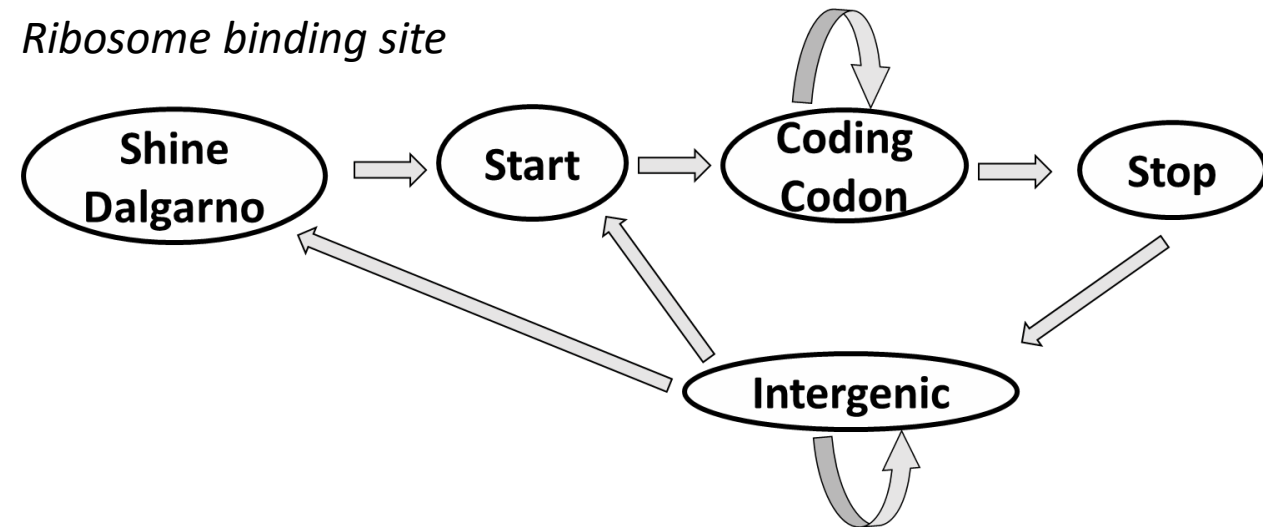 Ribosome binding site
Shine
Dalgarno
Start
Coding
Codon
Stop
Intergenic